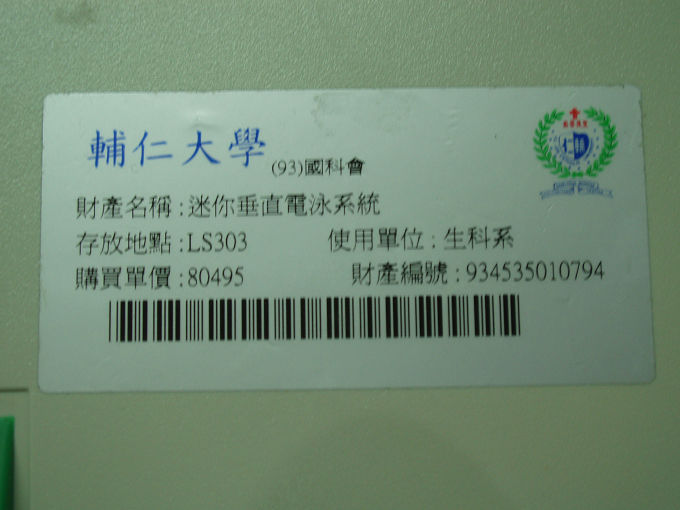 輔仁大學 (93)國科會
財產名稱:迷你垂直電泳系統
存放地點:LS303 使用單位:生科系
購買單價:80495 財產編號:934535010794